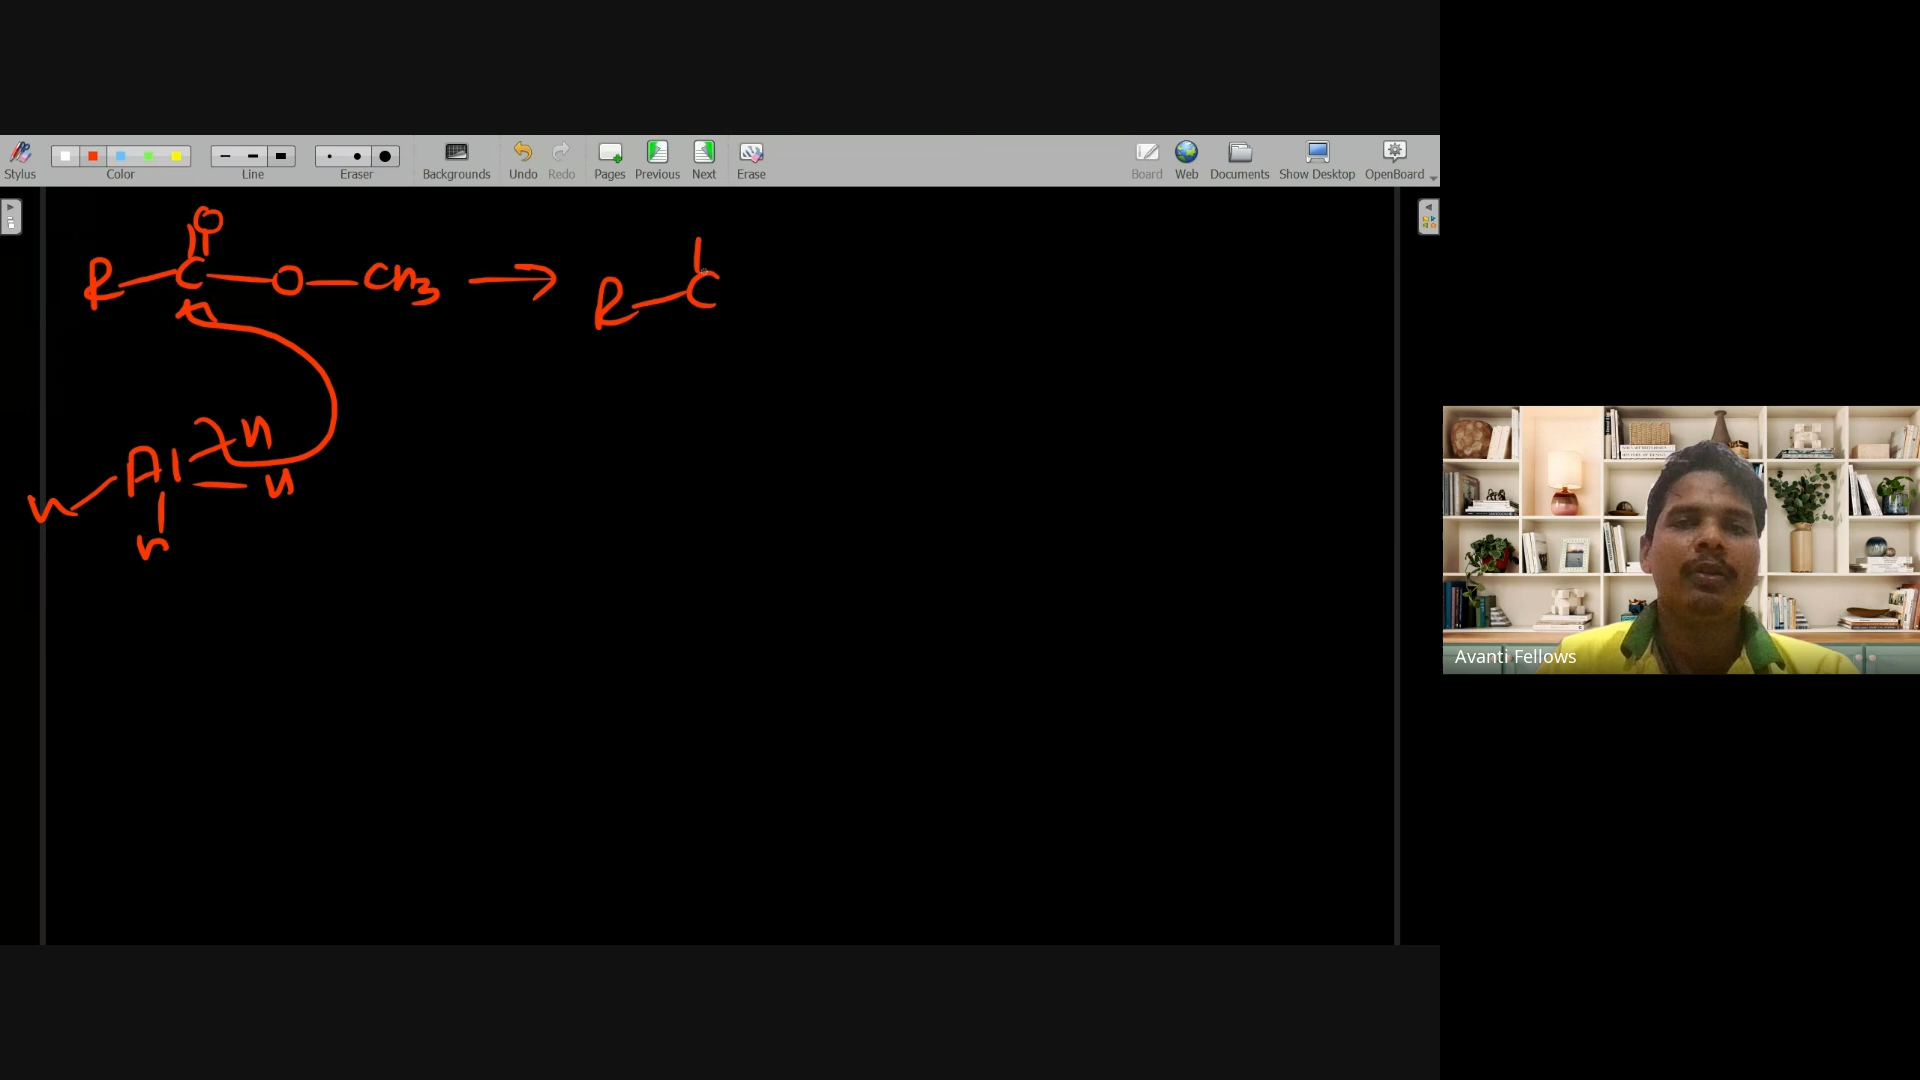 Stylus Color Line Eraser Backgrounds Undo Redo Pages Previous Next Erase Board Web Documents Show Desktop OpenBoard
O
R—C—O—CH3 → R—C
H
Al H
H
H
Avanti Fellows